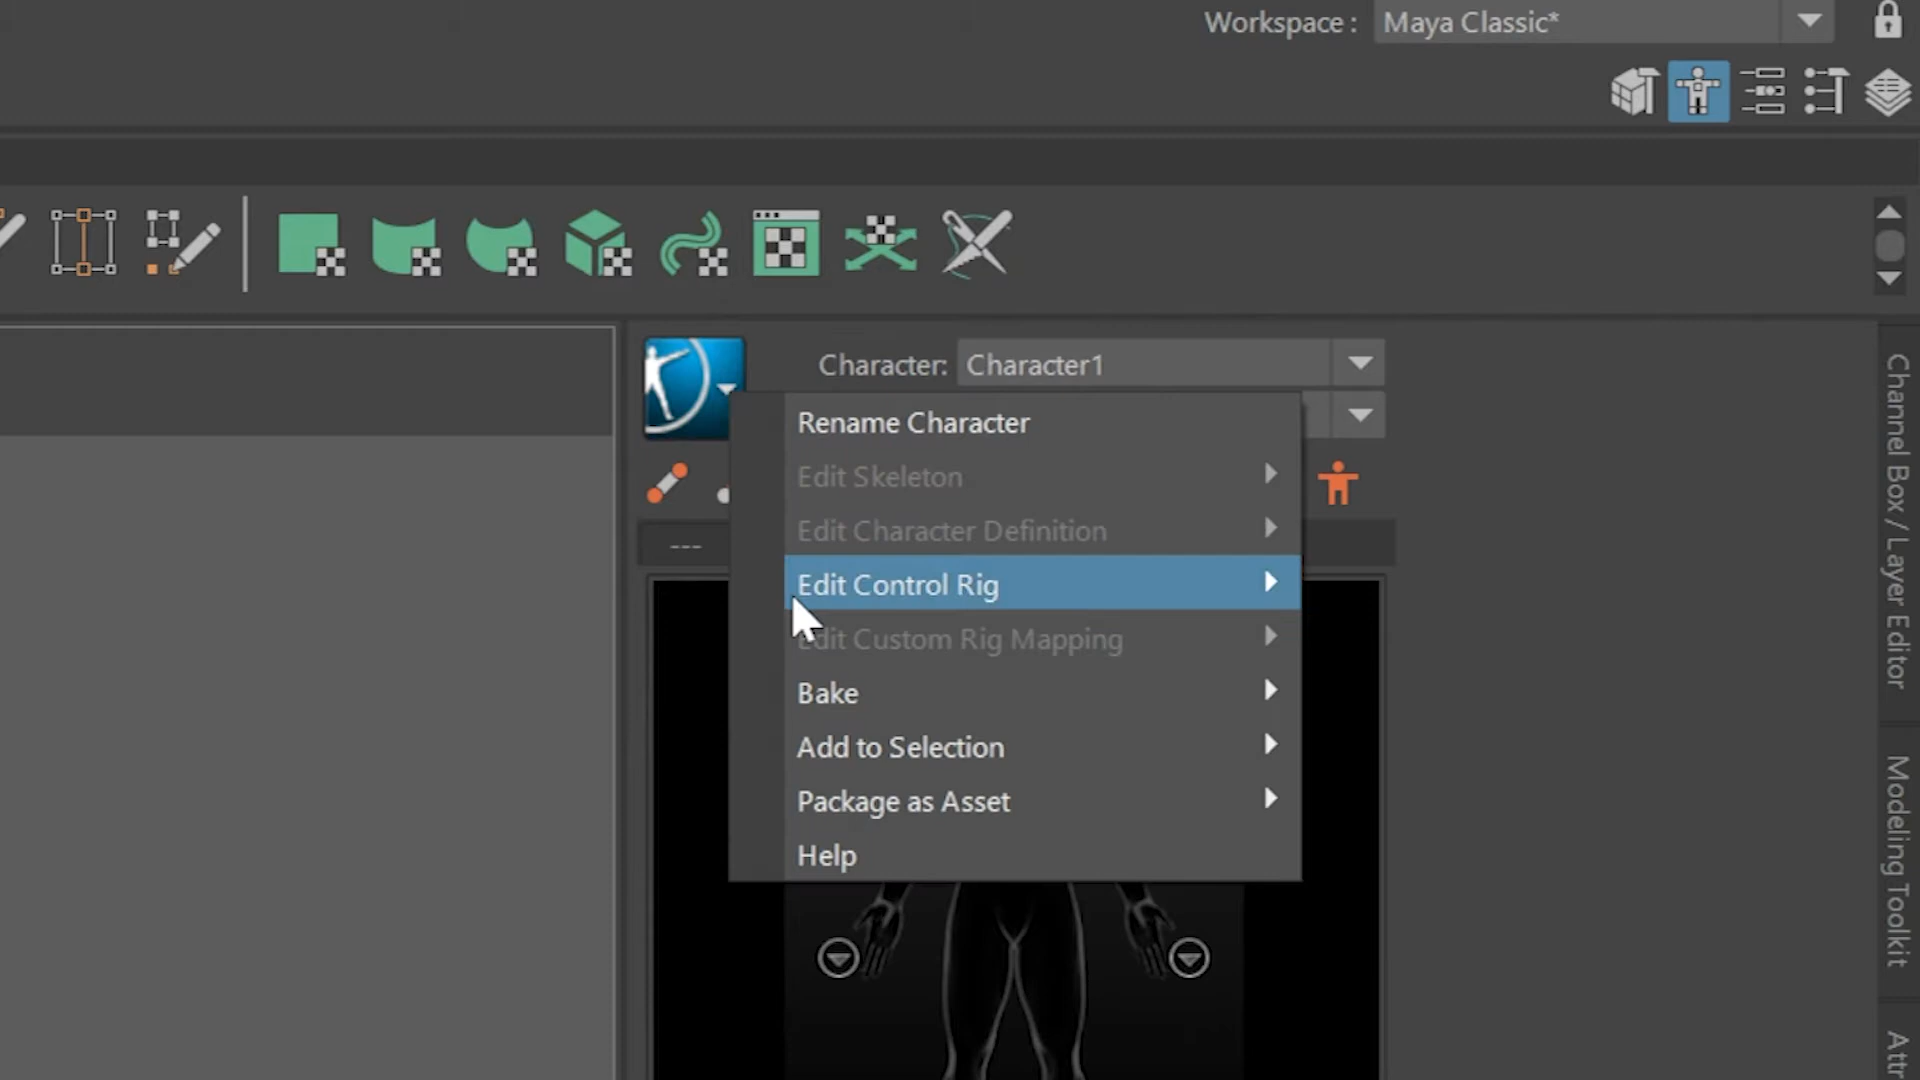 Workspace :
Maya Classic*
Character:
Character1
Rename Character
Edit Skeleton
Edit Character Definition
Edit Control Rig
Edit Custom Rig Mapping
Bake
Add to Selection
Package as Asset
Help
---
Channel Box / Layer Editor
Modeling Toolkit
Attr